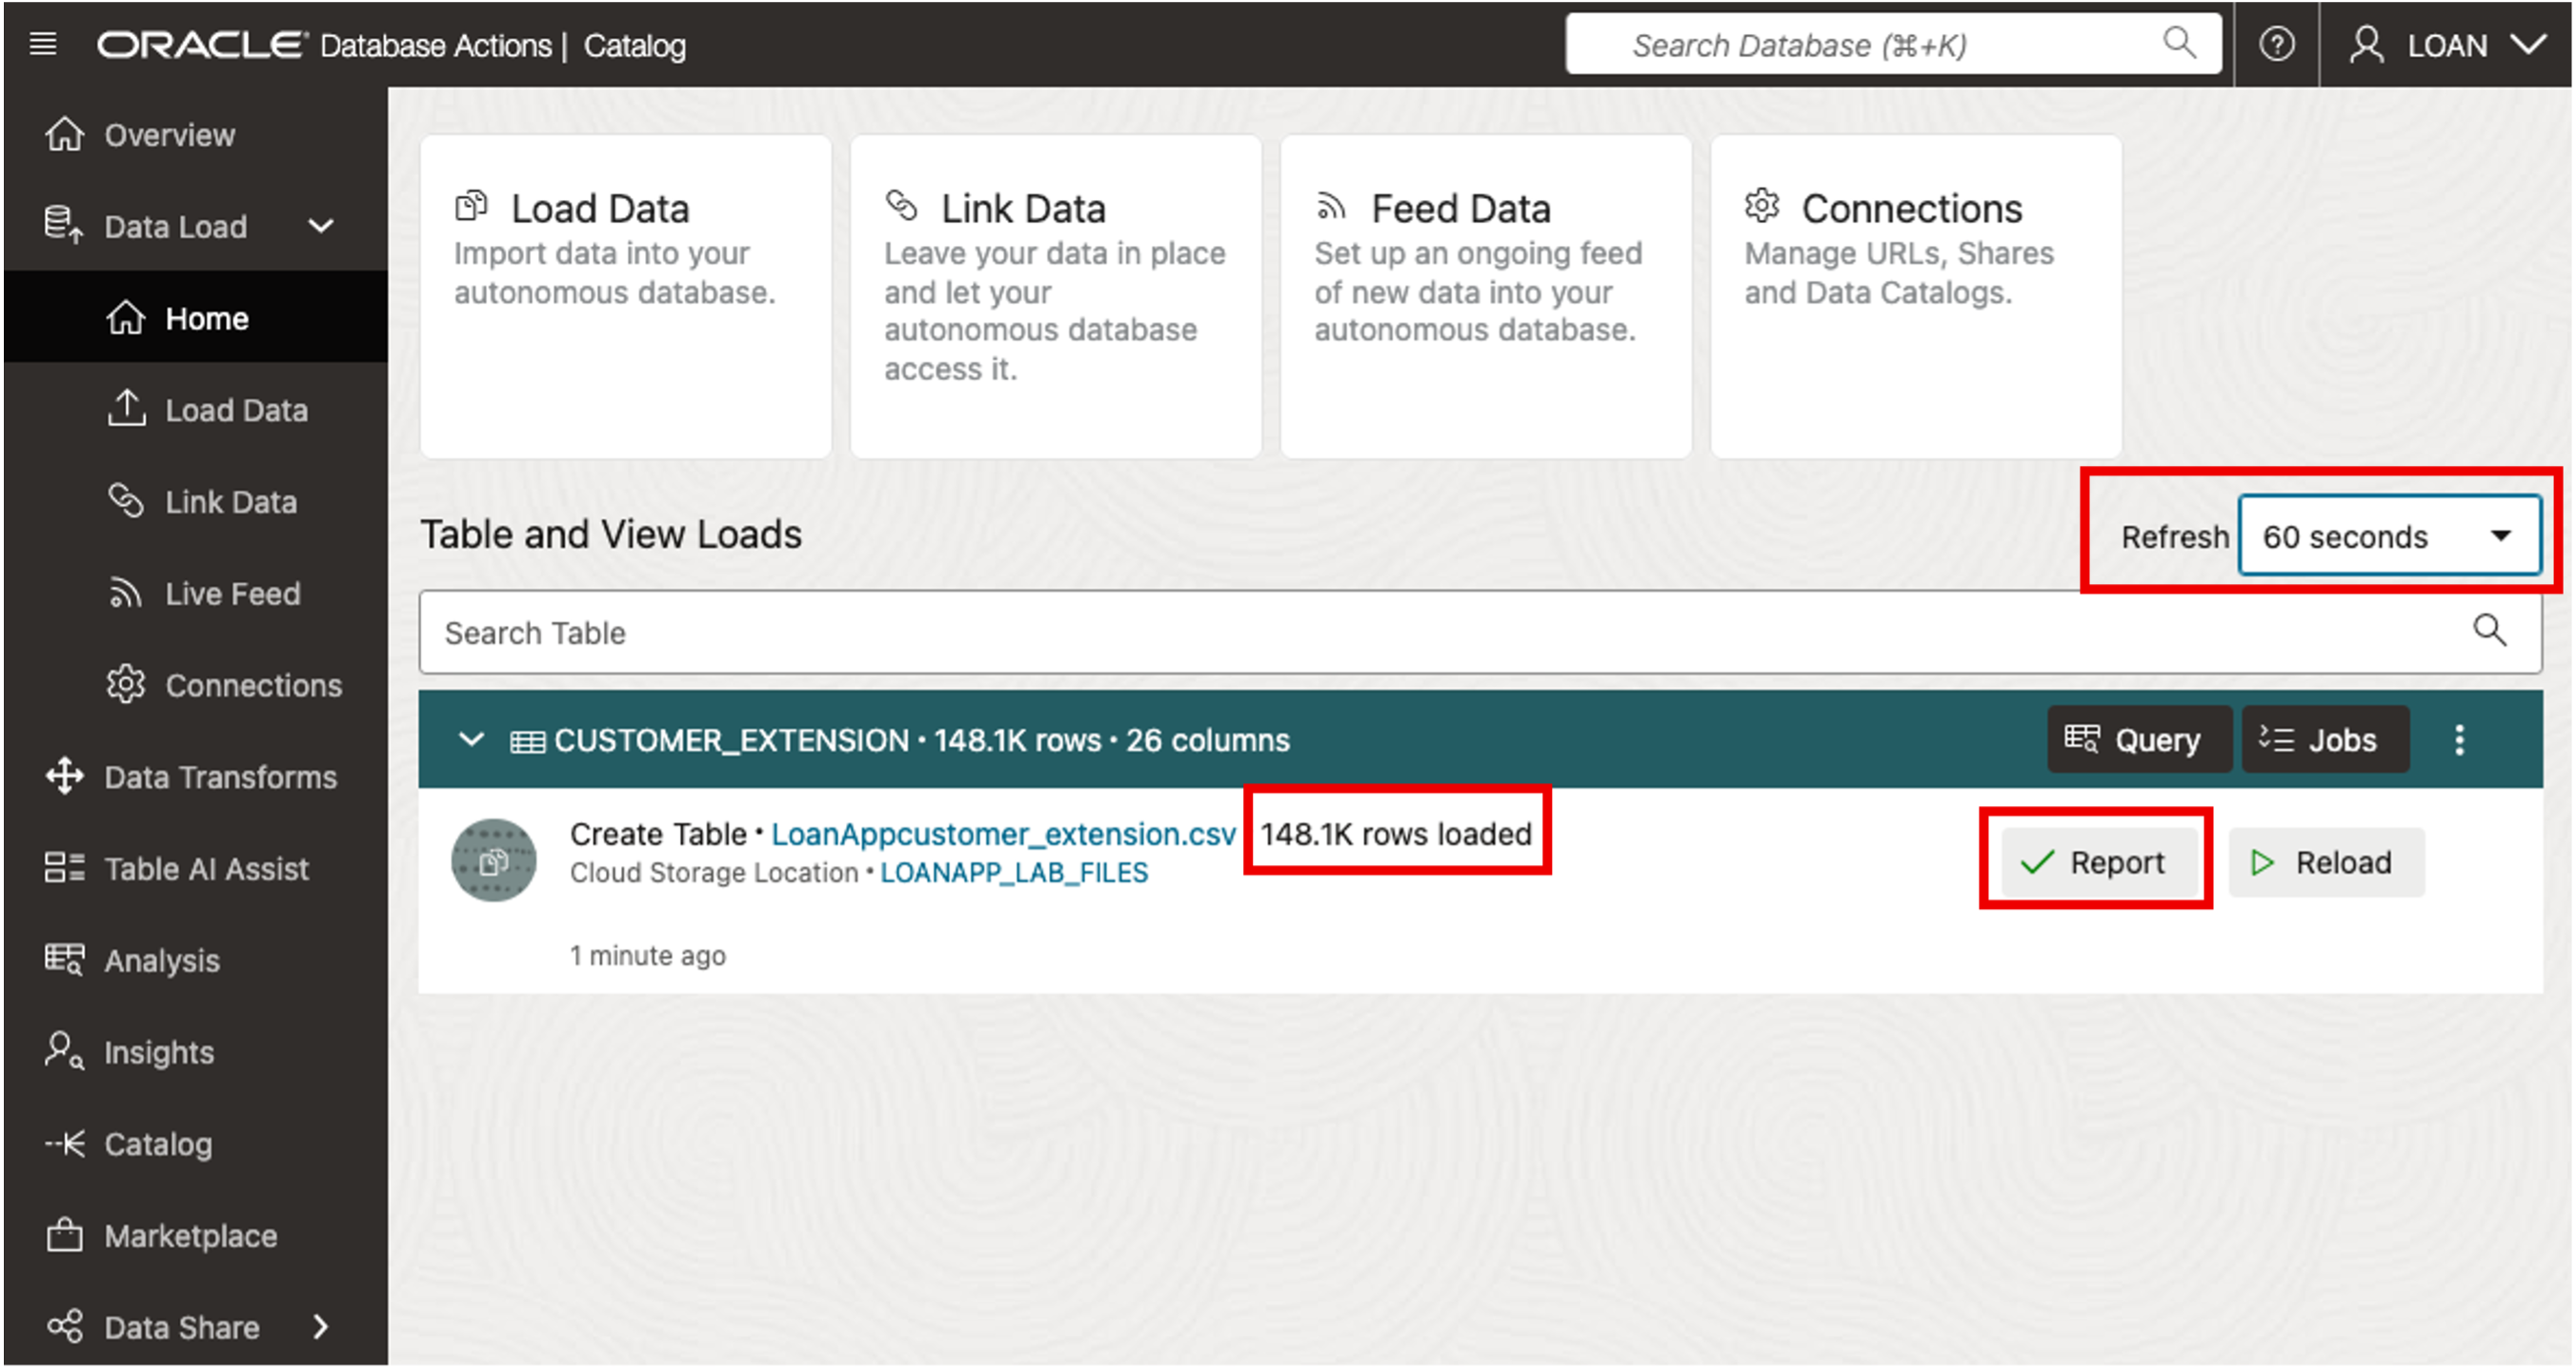 ORACLE Database Actions | Catalog
Search Database (⌘+K)
LOAN
Overview
Data Load
Home
Load Data
Link Data
Live Feed
Connections
Data Transforms
Table AI Assist
Analysis
Insights
Catalog
Marketplace
Data Share
Load Data
Import data into your
autonomous database.
Link Data
Leave your data in place
and let your
autonomous database
access it.
Feed Data
Set up an ongoing feed
of new data into your
autonomous database.
Connections
Manage URLs, Shares
and Data Catalogs.
Table and View Loads
Refresh 60 seconds
Search Table
CUSTOMER_EXTENSION • 148.1K rows • 26 columns
Query
Jobs
Create Table • LoanAppcustomer_extension.csv 148.1K rows loaded
Cloud Storage Location • LOANAPP_LAB_FILES
Report
Reload
1 minute ago